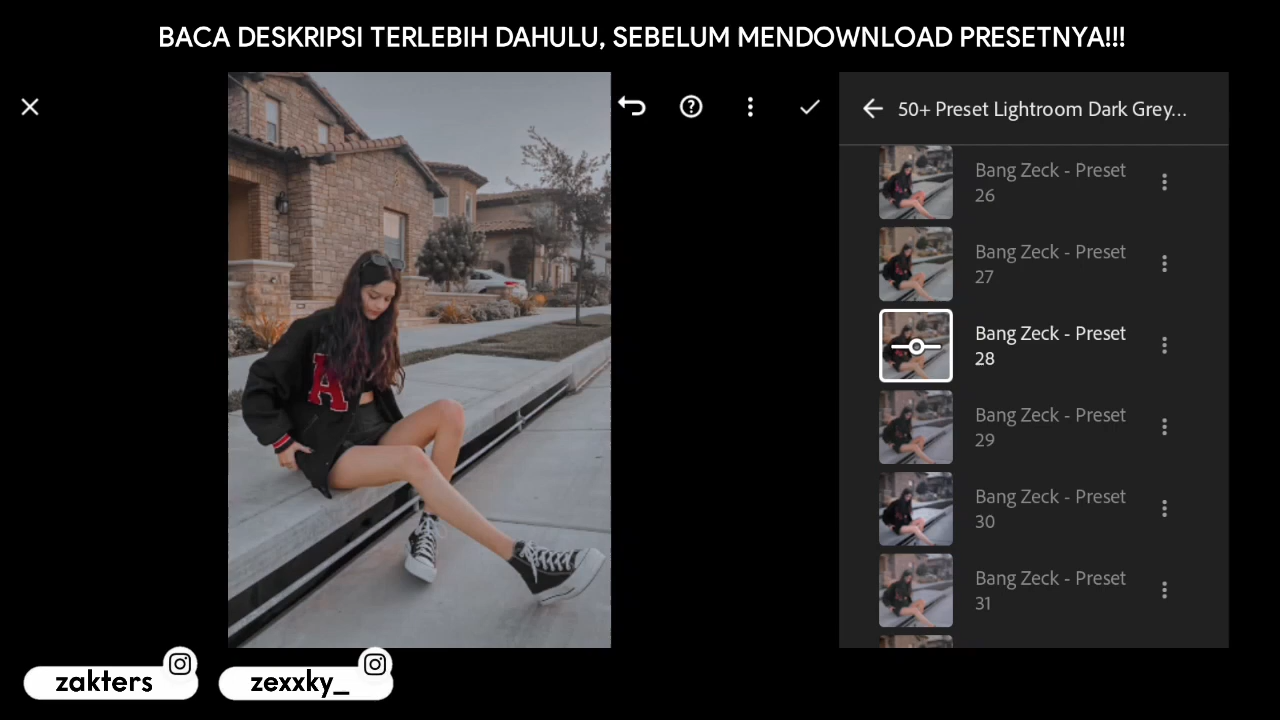 BACA DESKRIPSI TERLEBIH DAHULU, SEBELUM MENDOWNLOAD PRESETNYA!!!
50+ Preset Lightroom Dark Grey...
Bang Zeck - Preset
26
Bang Zeck - Preset
27
Bang Zeck - Preset
28
Bang Zeck - Preset
29
Bang Zeck - Preset
30
Bang Zeck - Preset
31
A
zakters
zexxky_